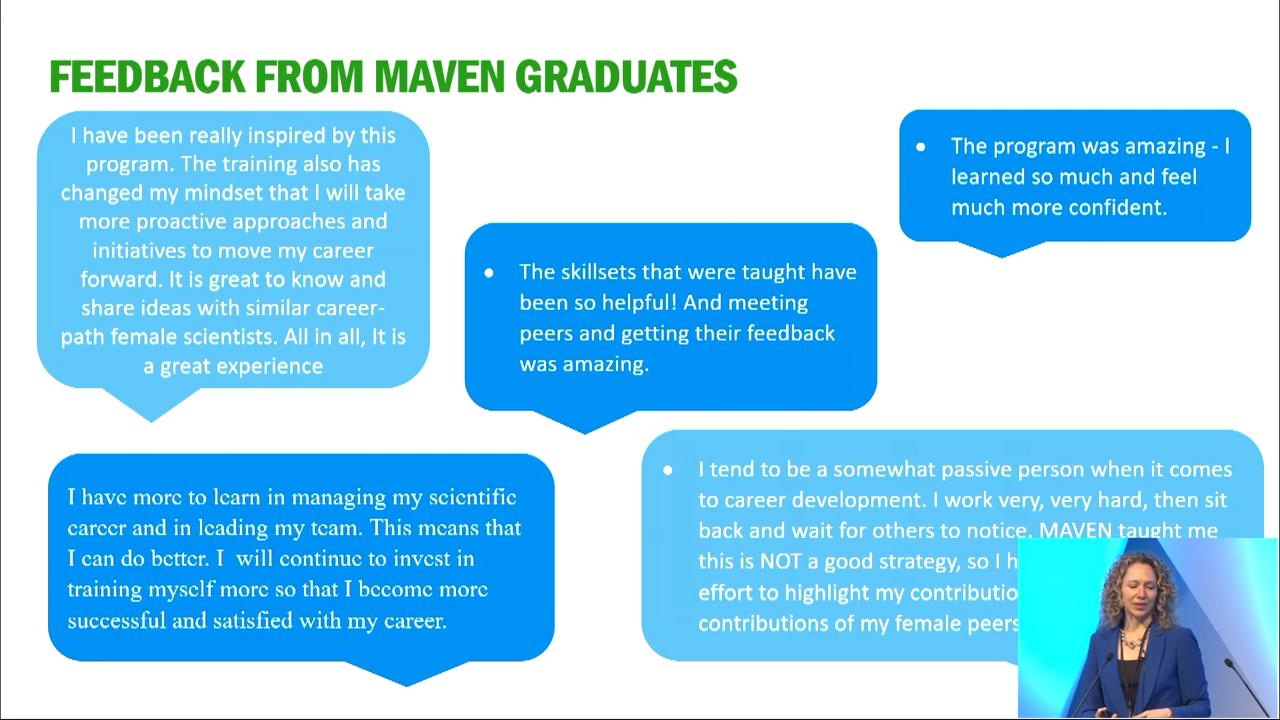 FEEDBACK FROM MAVEN GRADUATES
I have been really inspired by this
program. The training also has
changed my mindset that I will take
more proactive approaches and
initiatives to move my career
forward. It is great to know and
share ideas with similar career-
path female scientists. All in all, It is
a great experience
• The skillsets that were taught have
been so helpful! And meeting
peers and getting their feedback
was amazing.
• The program was amazing - I
learned so much and feel
much more confident.
I have more to learn in managing my scientific
career and in leading my team. This means that
I can do better. I will continue to invest in
training myself more so that I become more
successful and satisfied with my career.
• I tend to be a somewhat passive person when it comes
to career development. I work very, very hard, then sit
back and wait for others to notice. MAVEN taught me
this is NOT a good strategy, so I
effort to highlight my
contributions of my female peers